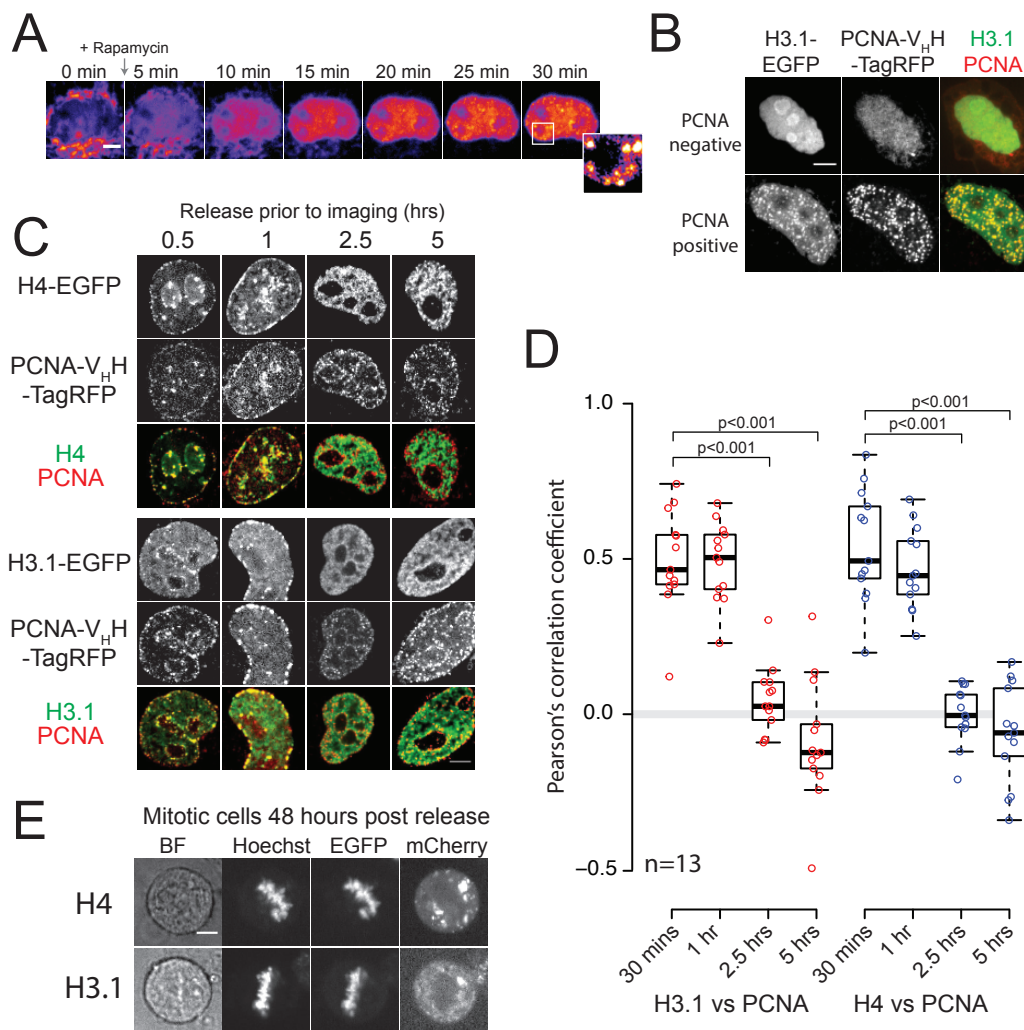 A
+ Rapamycin
0 min 5 min 10 min 15 min 20 min 25 min 30 min
B
H3.1-EGFP
PCNA-VHH-TagRFP
H3.1
PCNA
PCNA negative
PCNA positive
C
Release prior to imaging (hrs)
0.5 1 2.5 5
H4-EGFP
PCNA-VHH
-TagRFP
H4
PCNA
H3.1-EGFP
PCNA-VHH
-TagRFP
H3.1
PCNA
D
Pearson's correlation coefficient
1.0
0.5
0.0
−0.5
p<0.001
p<0.001
p<0.001
p<0.001
n=13
30 mins 1 hr 2.5 hrs 5 hrs 30 mins 1 hr 2.5 hrs 5 hrs
H3.1 vs PCNA H4 vs PCNA
E
Mitotic cells 48 hours post release
BF Hoechst EGFP mCherry
H4
H3.1